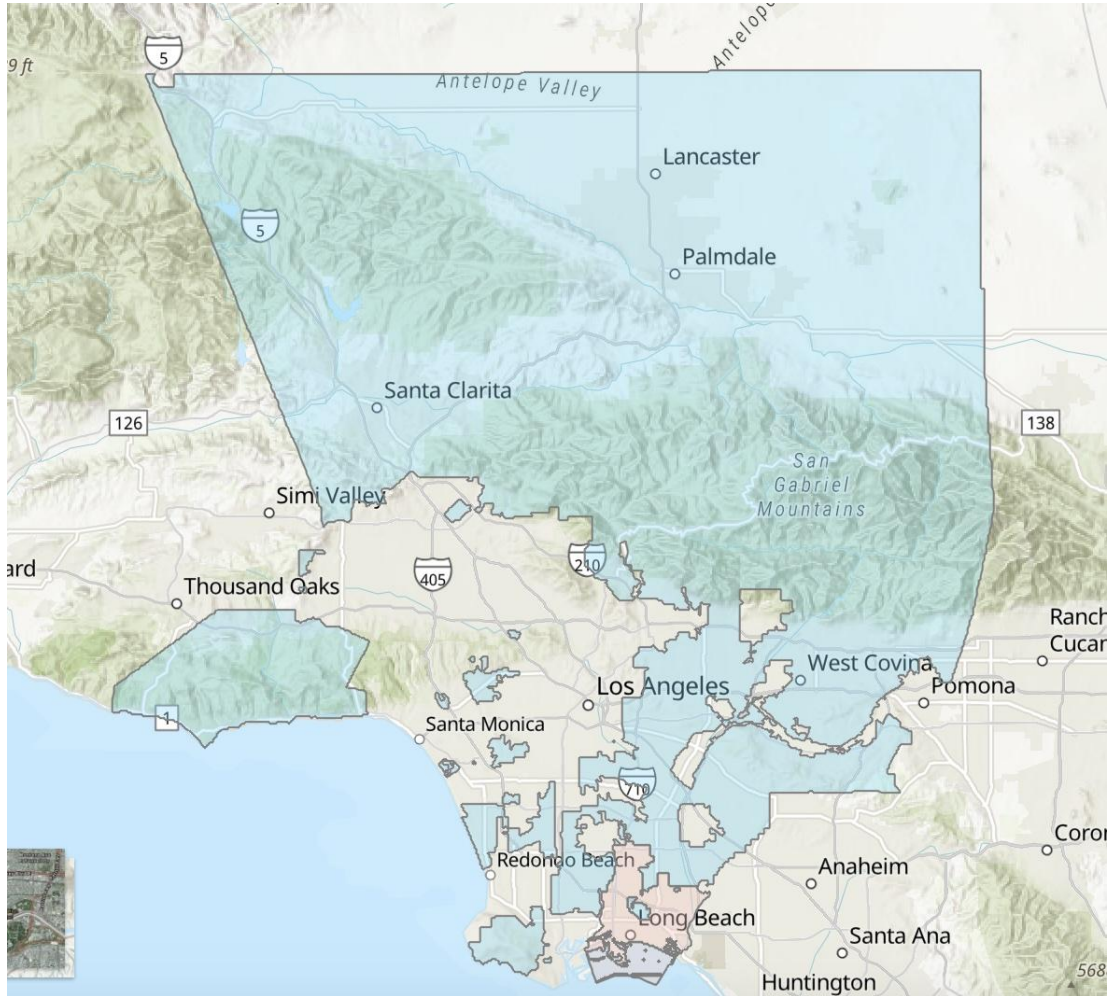 5
9 ft
Antelope Valley
Antelope
Lancaster
5
Palmdale
Santa Clarita
126
138
San
Gabriel
Mountains
Simi Valley
210
ard
405
Thousand Oaks
Ranch
Cucar
West Covina
Los Angeles
Pomona
1
Santa Monica
710
Coror
Redondo Beach
Anaheim
Long Beach
Santa Ana
568
Huntington